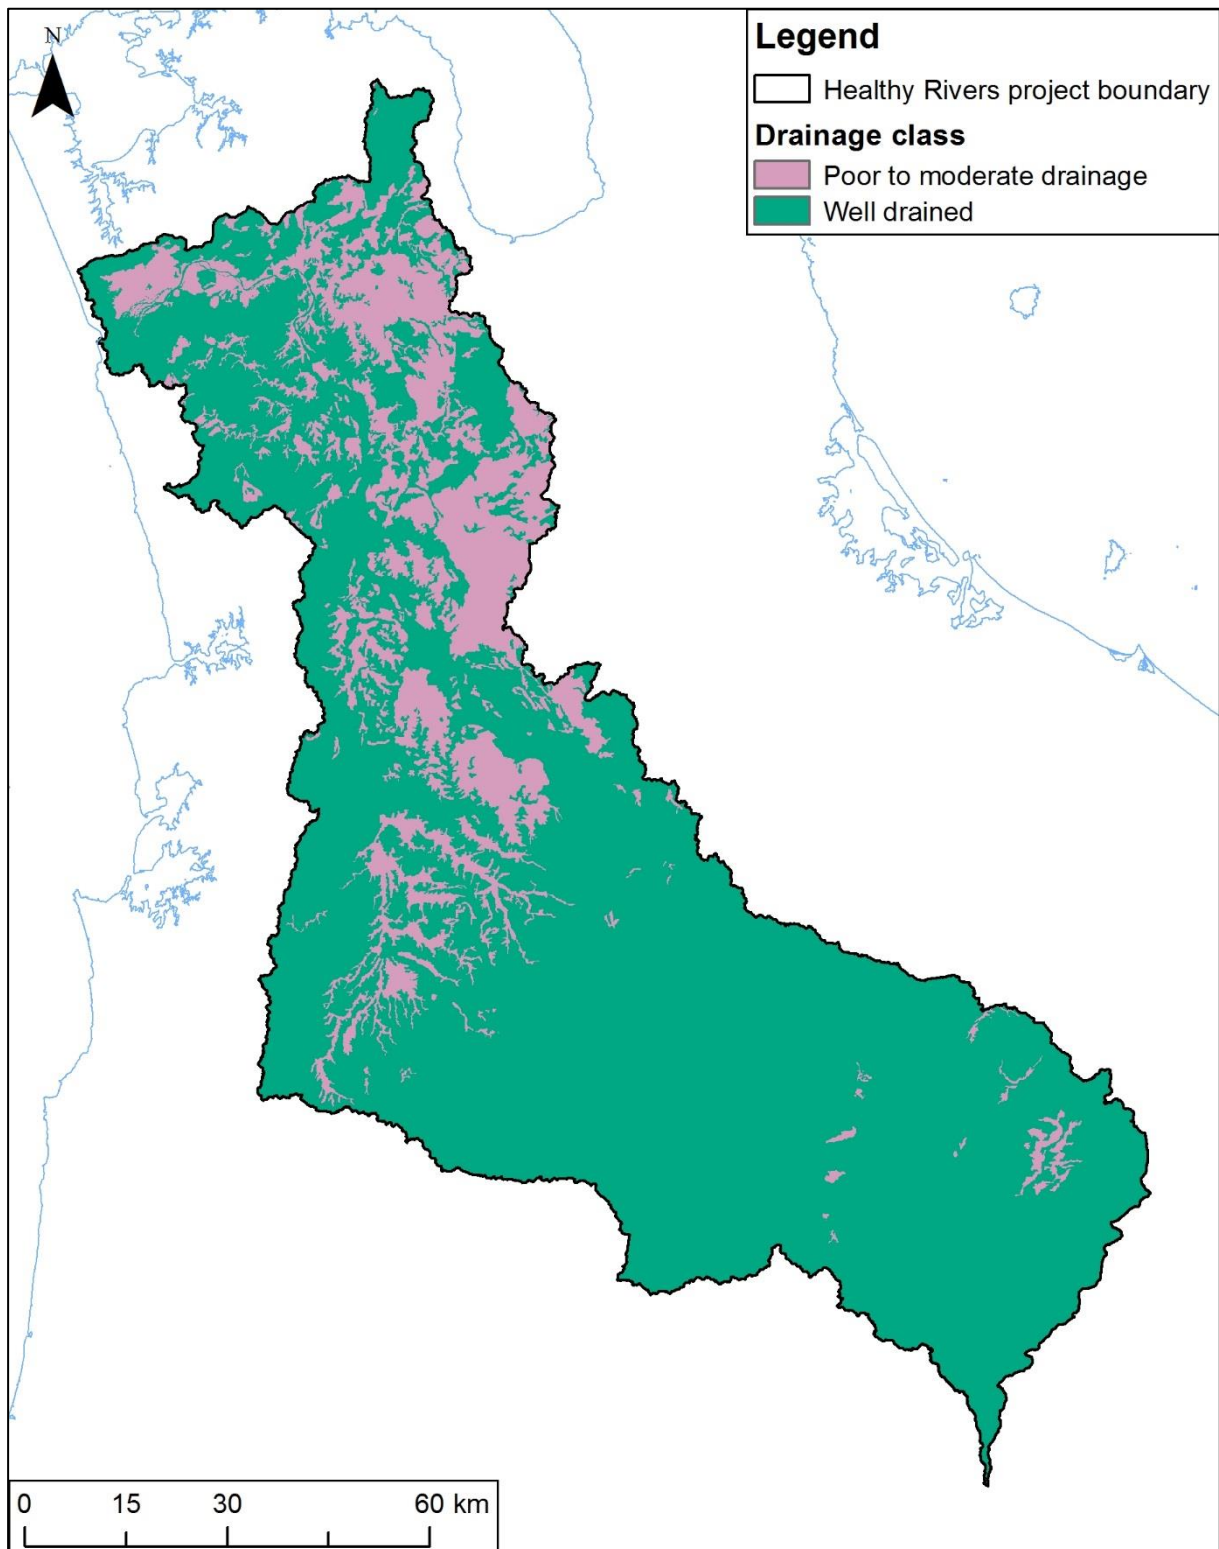 N
Legend
Healthy Rivers project boundary
Drainage class
Poor to moderate drainage
Well drained
0 15 30 60 km